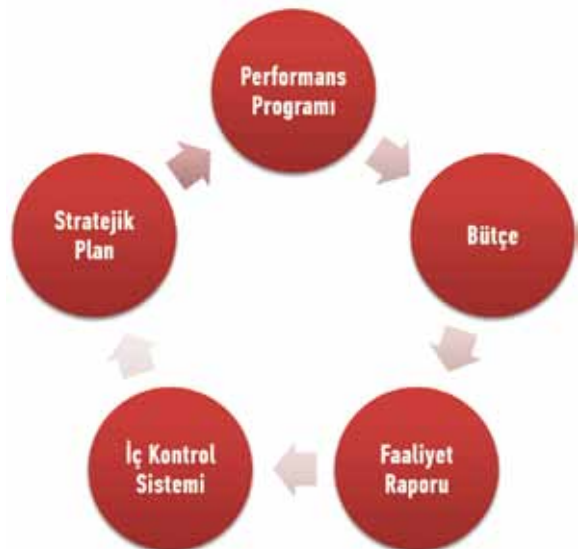 Performans
Programı
Stratejik
Plan
Bütçe
İç Kontrol
Sistemi
Faaliyet
Raporu